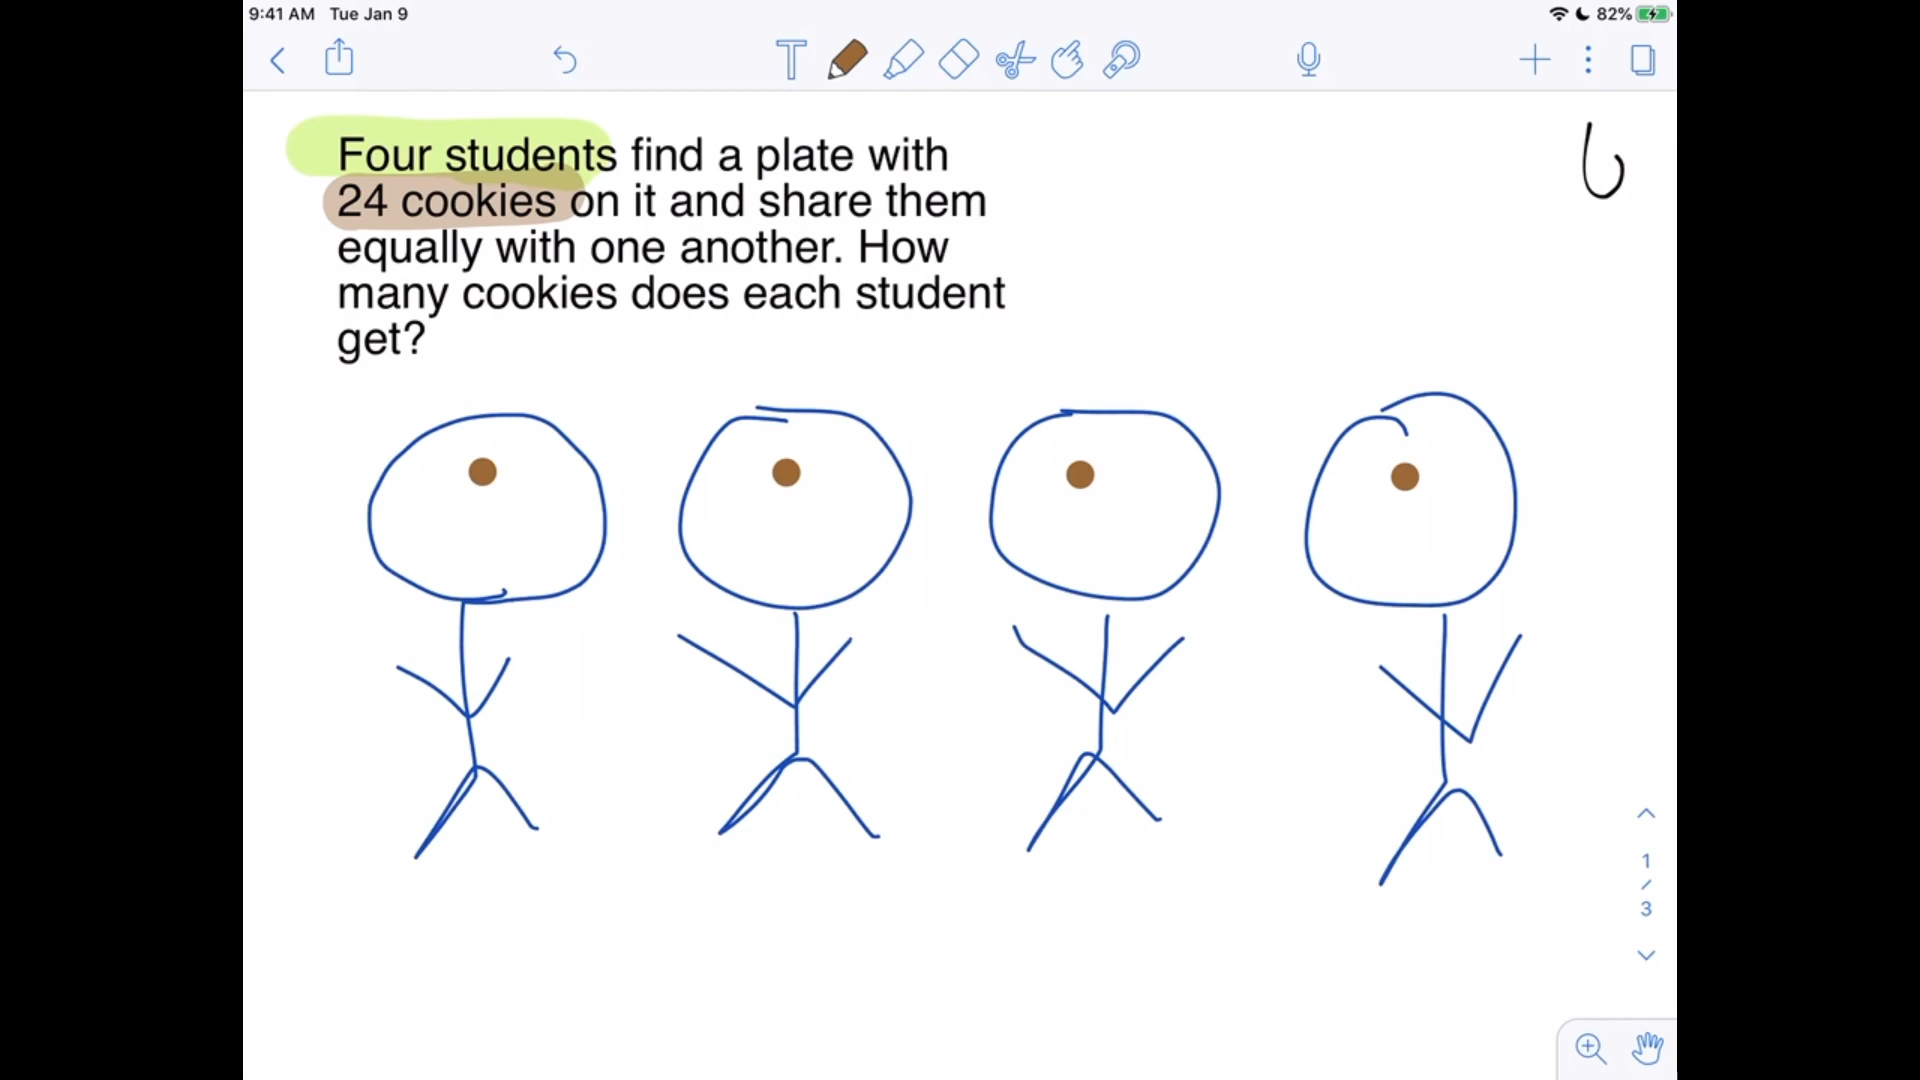 9:41 AM Tue Jan 9
82%
T
Four students find a plate with
24 cookies on it and share them
equally with one another. How
many cookies does each student
get?
6
1
/
3